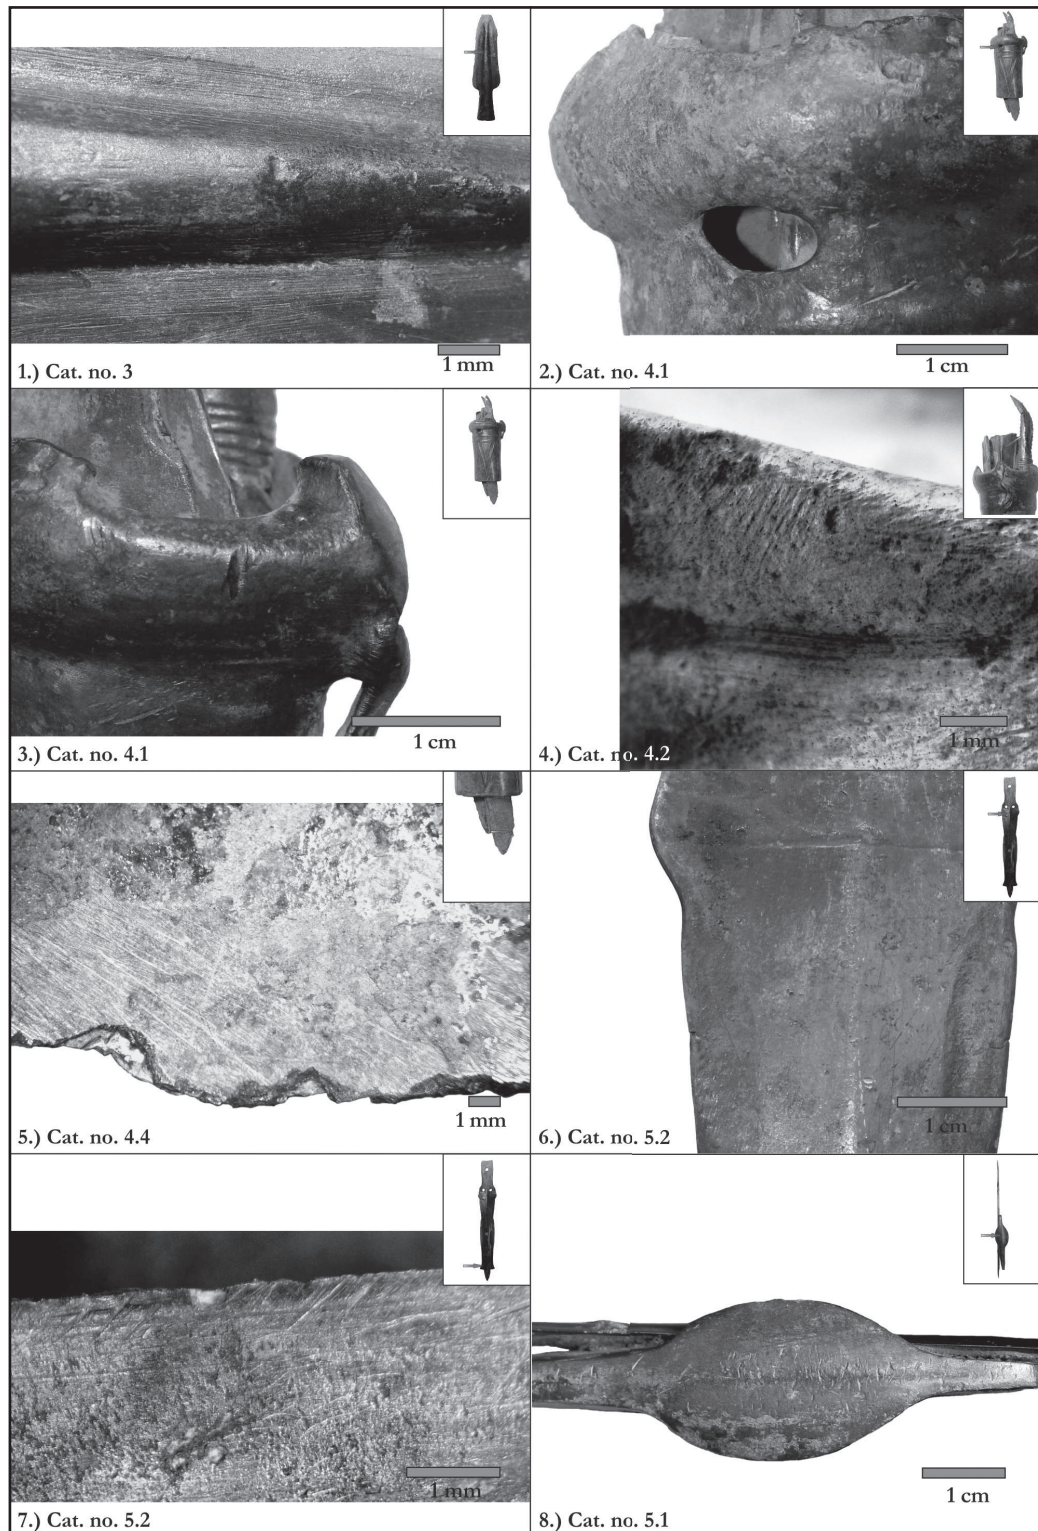 1 mm
1.) Cat. no. 3
1 cm
2.) Cat. no. 4.1
1 cm
3.) Cat. no. 4.1
1 mm
4.) Cat. no. 4.2
1 mm
5.) Cat. no. 4.4
1 cm
6.) Cat. no. 5.2
1 mm
7.) Cat. no. 5.2
1 cm
8.) Cat. no. 5.1